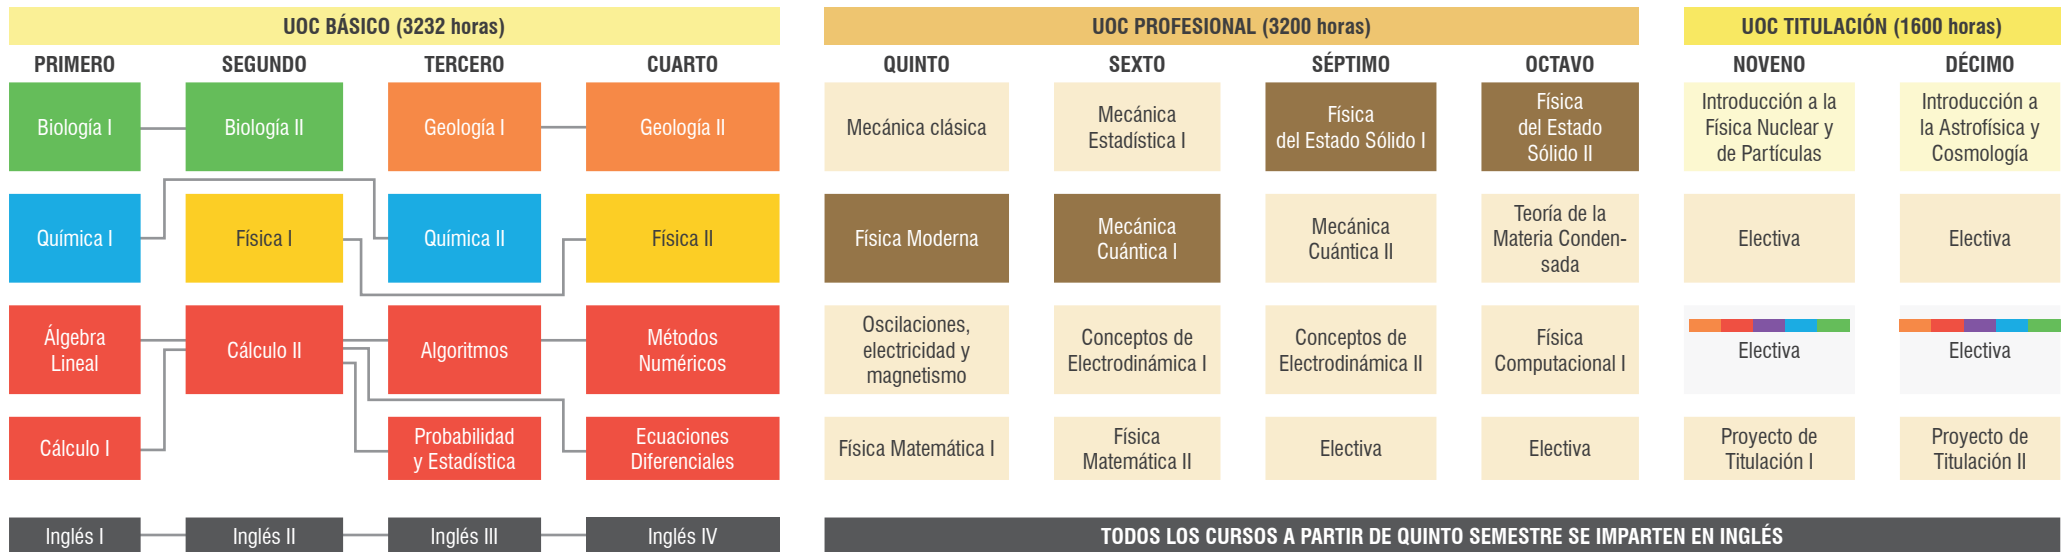 UOC BÁSICO (3232 horas)
UOC PROFESIONAL (3200 horas)
UOC TITULACIÓN (1600 horas)
PRIMERO
SEGUNDO
TERCERO
CUARTO
QUINTO
SEXTO
SÉPTIMO
OCTAVO
NOVENO
DÉCIMO
Biología I
Biología II
Geología I
Geología II
Mecánica clásica
Mecánica
Estadística I
Física
del Estado Sólido I
Física
del Estado
Sólido II
Introducción a la
Física Nuclear y
de Partículas
Introducción a
la Astrofísica y
Cosmología
Química I
Física I
Química II
Física II
Física Moderna
Mecánica
Cuántica I
Mecánica
Cuántica II
Teoría de la
Materia Conden-
sada
Electiva
Electiva
Álgebra
Lineal
Cálculo II
Algoritmos
Métodos
Numéricos
Oscilaciones,
electricidad y
magnetismo
Conceptos de
Electrodinámica I
Conceptos de
Electrodinámica II
Física
Computacional I
Electiva
Electiva
Cálculo I
Probabilidad
y Estadística
Ecuaciones
Diferenciales
Física Matemática I
Física
Matemática II
Electiva
Electiva
Proyecto de
Titulación I
Proyecto de
Titulación II
Inglés I
Inglés II
Inglés III
Inglés IV
TODOS LOS CURSOS A PARTIR DE QUINTO SEMESTRE SE IMPARTEN EN INGLÉS